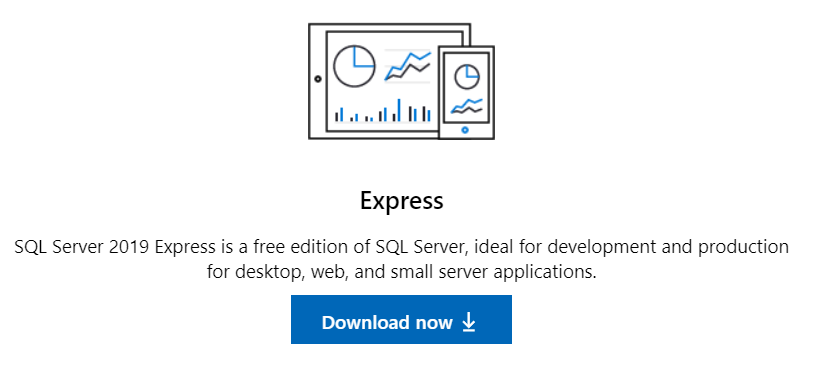 Express
SQL Server 2019 Express is a free edition of SQL Server, ideal for development and production
for desktop, web, and small server applications.
Download now